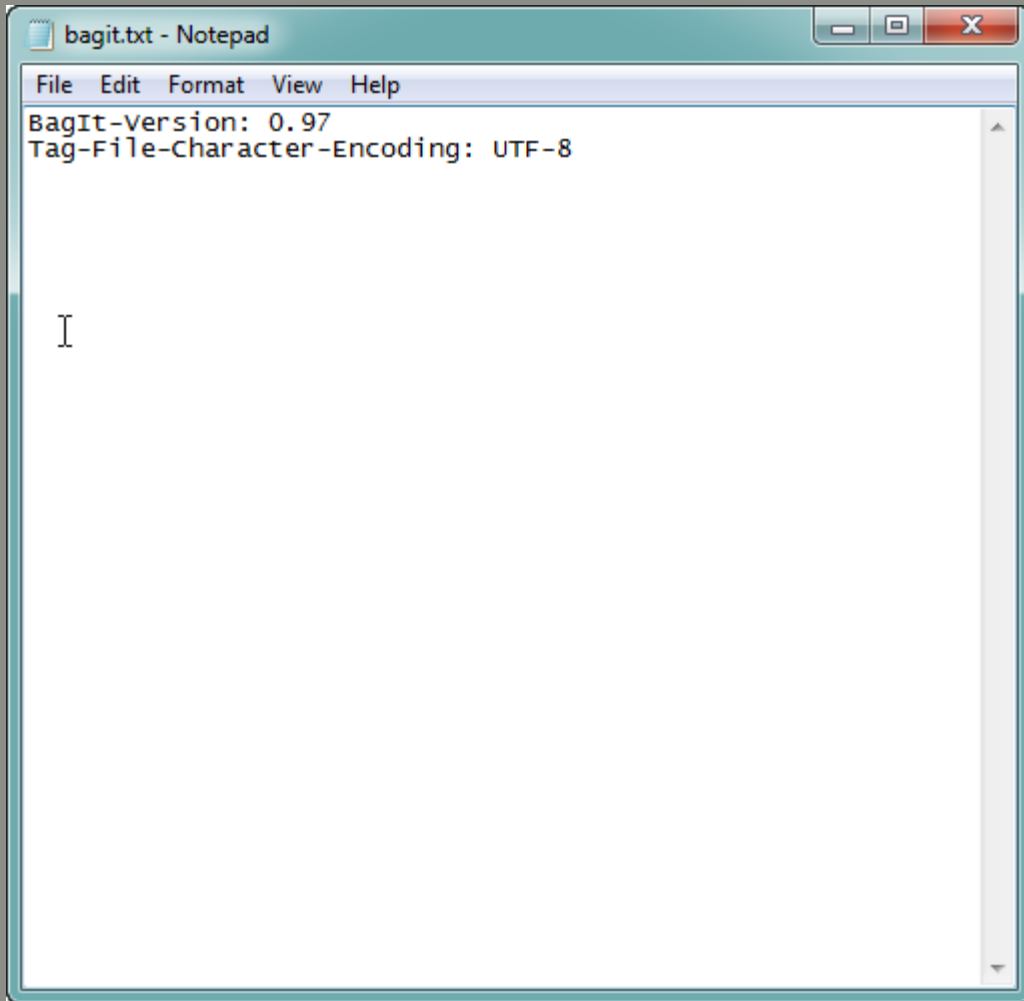 bagit.txt - Notepad
File Edit Format View Help
BagIt-Version: 0.97
Tag-File-Character-Encoding: UTF-8